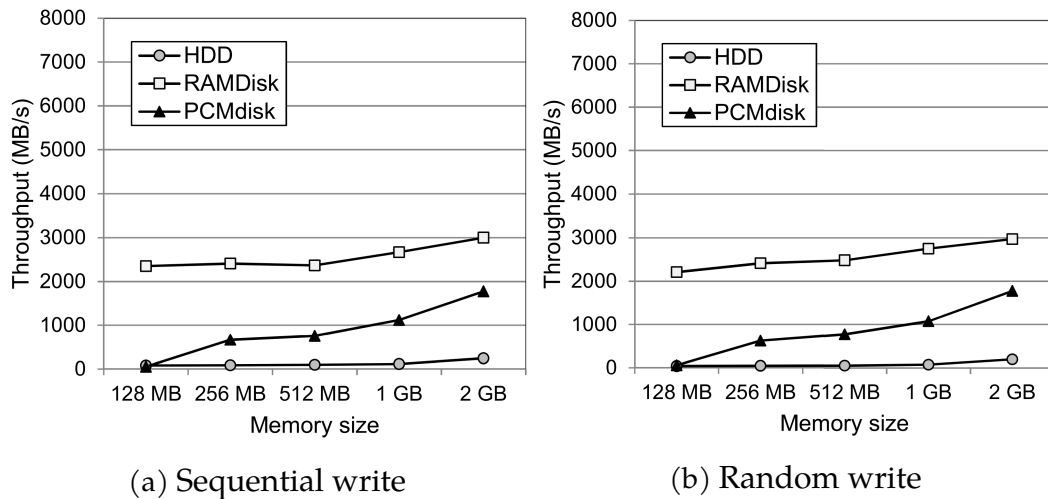 8000
7000
6000
5000
4000
3000
2000
1000
0
Throughput (MB/s)
HDD
RAMDisk
PCMdisk
128 MB 256 MB 512 MB 1 GB 2 GB
Memory size
(a) Sequential write
8000
7000
6000
5000
4000
3000
2000
1000
0
Throughput (MB/s)
HDD
RAMDisk
PCMdisk
128 MB 256 MB 512 MB 1 GB 2 GB
Memory size
(b) Random write